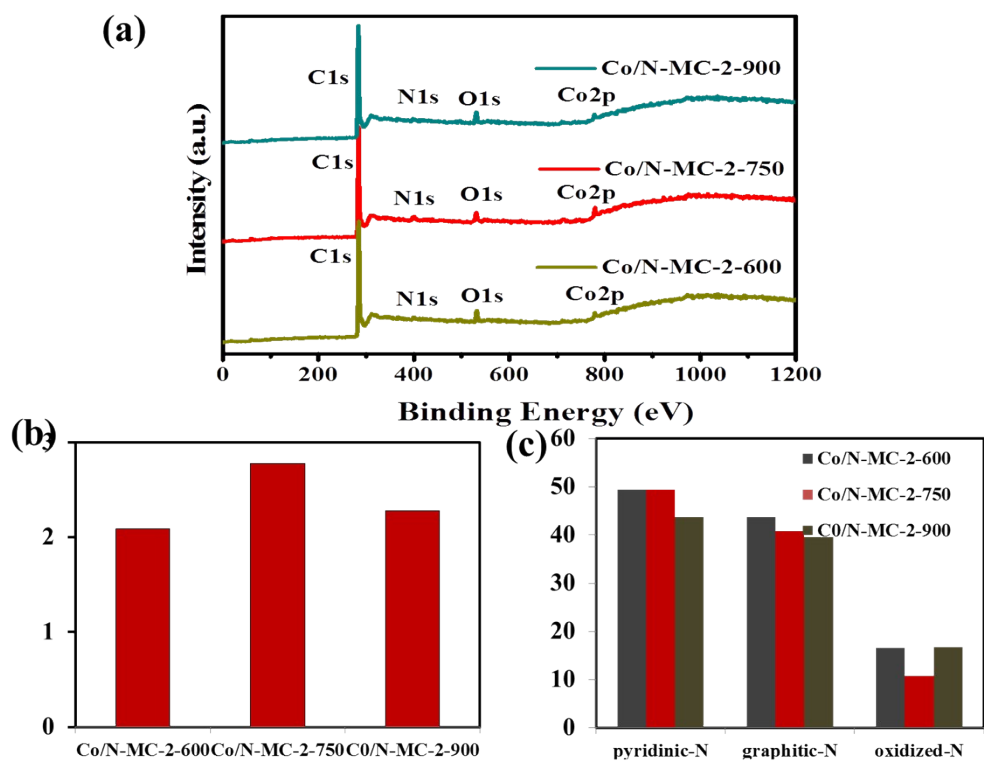 (a)
Intensity (a.u.)
C1s
N1s
O1s
Co2p
Co/N-MC-2-900
C1s
N1s
O1s
Co2p
Co/N-MC-2-750
C1s
N1s
O1s
Co2p
Co/N-MC-2-600
0 200 400 600 800 1000 1200
Binding Energy (eV)
(b)
3
2
1
0
Co/N-MC-2-600 Co/N-MC-2-750 C0/N-MC-2-900
(c)
60
50
40
30
20
10
0
Co/N-MC-2-600
Co/N-MC-2-750
C0/N-MC-2-900
pyridinic-N graphitic-N oxidized-N